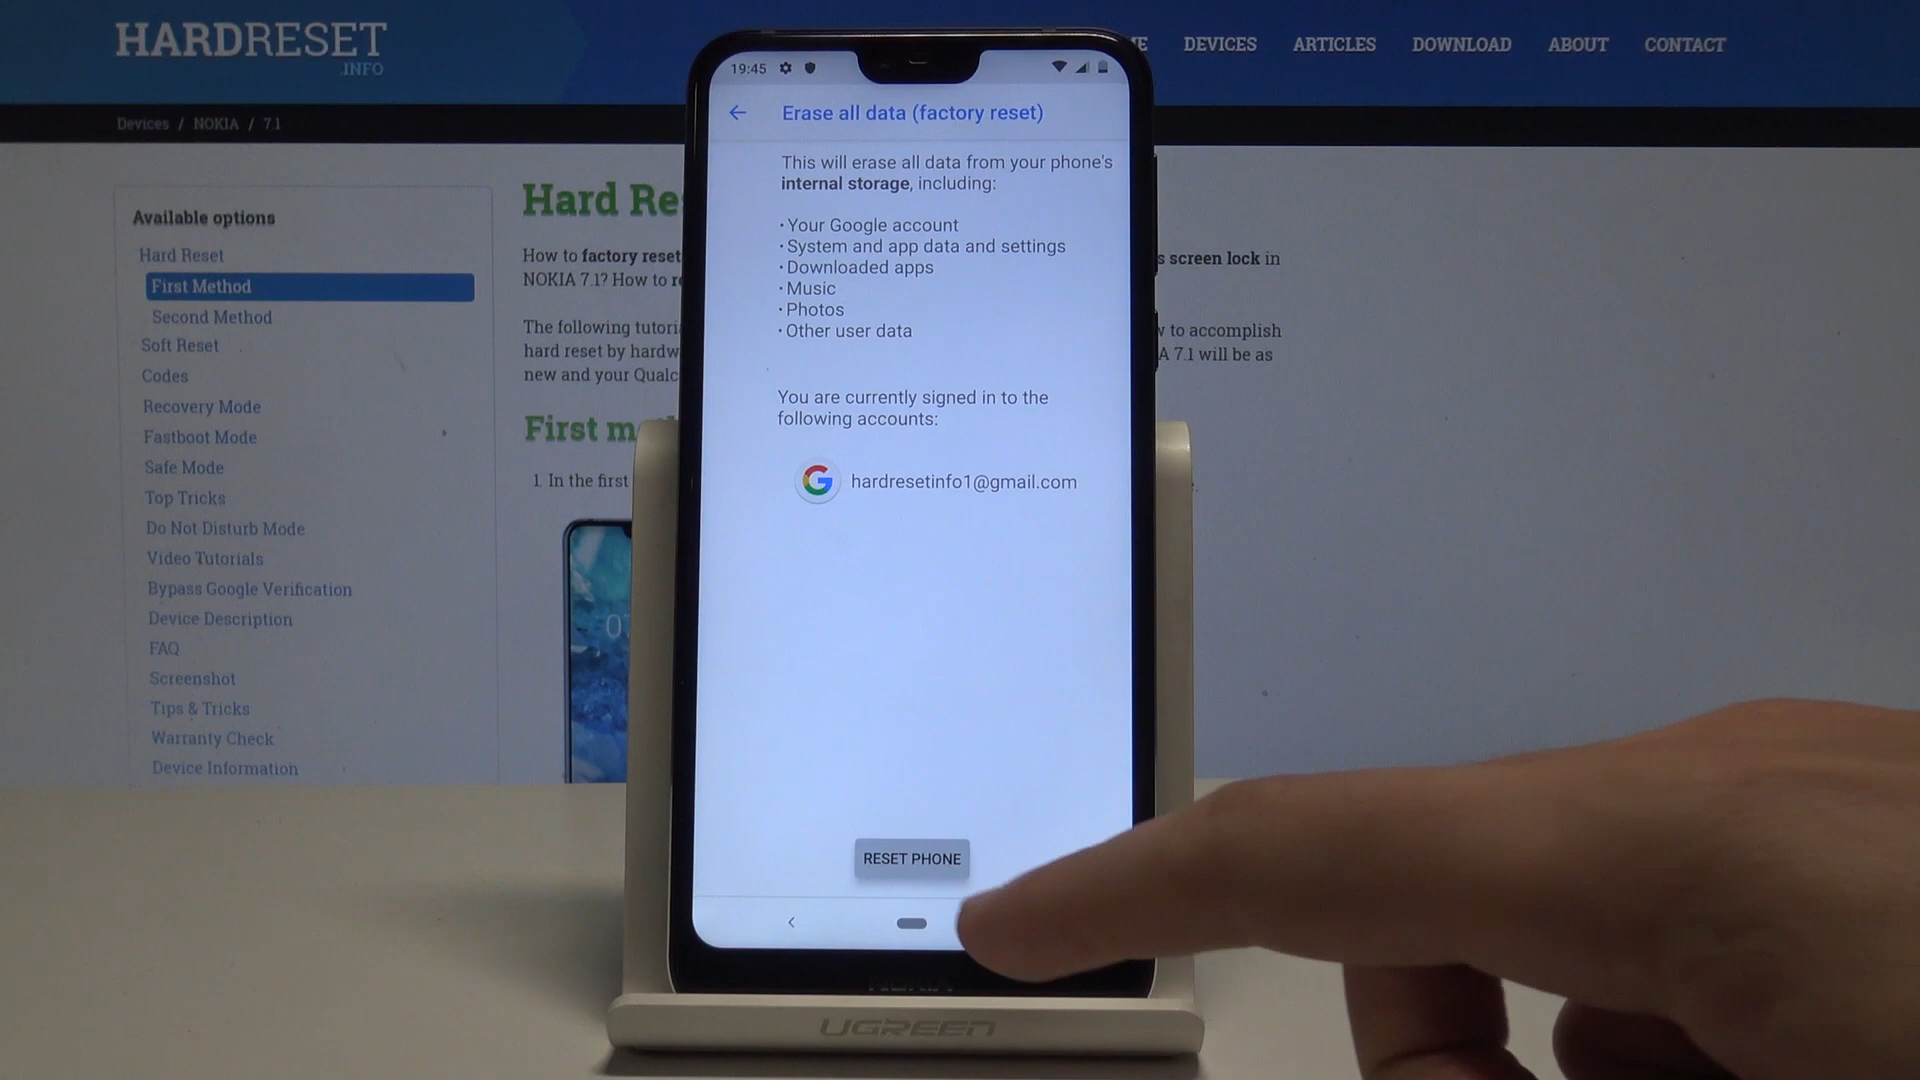 HARDRESET
.INFO
DEVICES
ARTICLES
DOWNLOAD
ABOUT
CONTACT
Devices / NOKIA / 7.1
Available options
Hard Reset
First Method
Second Method
Soft Reset
Codes
Recovery Mode
Fastboot Mode
Safe Mode
Top Tricks
Do Not Disturb Mode
Video Tutorials
Bypass Google Verification
Device Description
FAQ
Screenshot
Tips & Tricks
Warranty Check
Device Information
Hard Re
How to factory reset
s screen lock in
NOKIA 7.1? How to
The following tutori
to accomplish
hard reset by hardw
A 7.1 will be as
new and your Qualc
First m
1. In the first
19:45
Erase all data (factory reset)
This will erase all data from your phone's
internal storage, including:
· Your Google account
· System and app data and settings
· Downloaded apps
· Music
· Photos
· Other user data
You are currently signed in to the
following accounts:
G hardresetinfo1@gmail.com
RESET PHONE
NOKIA
UGREEN